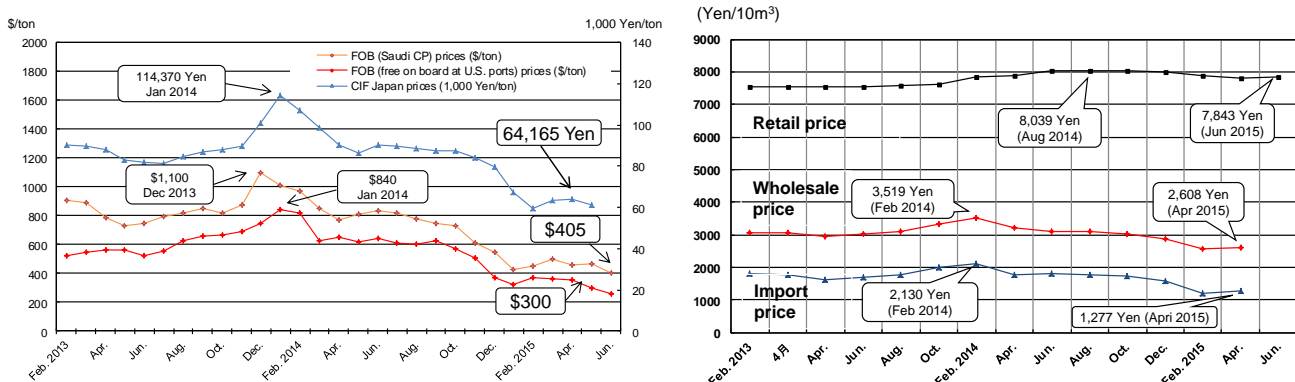 $/ton
1,000 Yen/ton
2000
1800
1600
1400
1200
1000
800
600
400
200
0
140
120
100
80
60
40
20
0
FOB (Saudi CP) prices ($/ton)
FOB (free on board at U.S. ports) prices ($/ton)
CIF Japan prices (1,000 Yen/ton)
114,370 Yen
Jan 2014
64,165 Yen
$1,100
Dec 2013
$840
Jan 2014
$405
$300
Feb. 2013
Apr.
Jun.
Aug.
Oct.
Dec.
Feb. 2014
Apr.
Jun.
Aug.
Oct.
Dec.
Feb. 2015
Apr.
Jun.
(Yen/10m³)
9000
8000
7000
6000
5000
4000
3000
2000
1000
0
Retail price
8,039 Yen
(Aug 2014)
7,843 Yen
(Jun 2015)
Wholesale
price
3,519 Yen
(Feb 2014)
2,608 Yen
(Apr 2015)
Import
price
2,130 Yen
(Feb 2014)
1,277 Yen (Apri 2015)
Feb. 2013
4月
Apr.
Jun.
Aug.
Oct.
Feb. 2014
Apr.
Jun.
Aug.
Oct.
Dec.
Feb. 2015
Apr.
Jun.